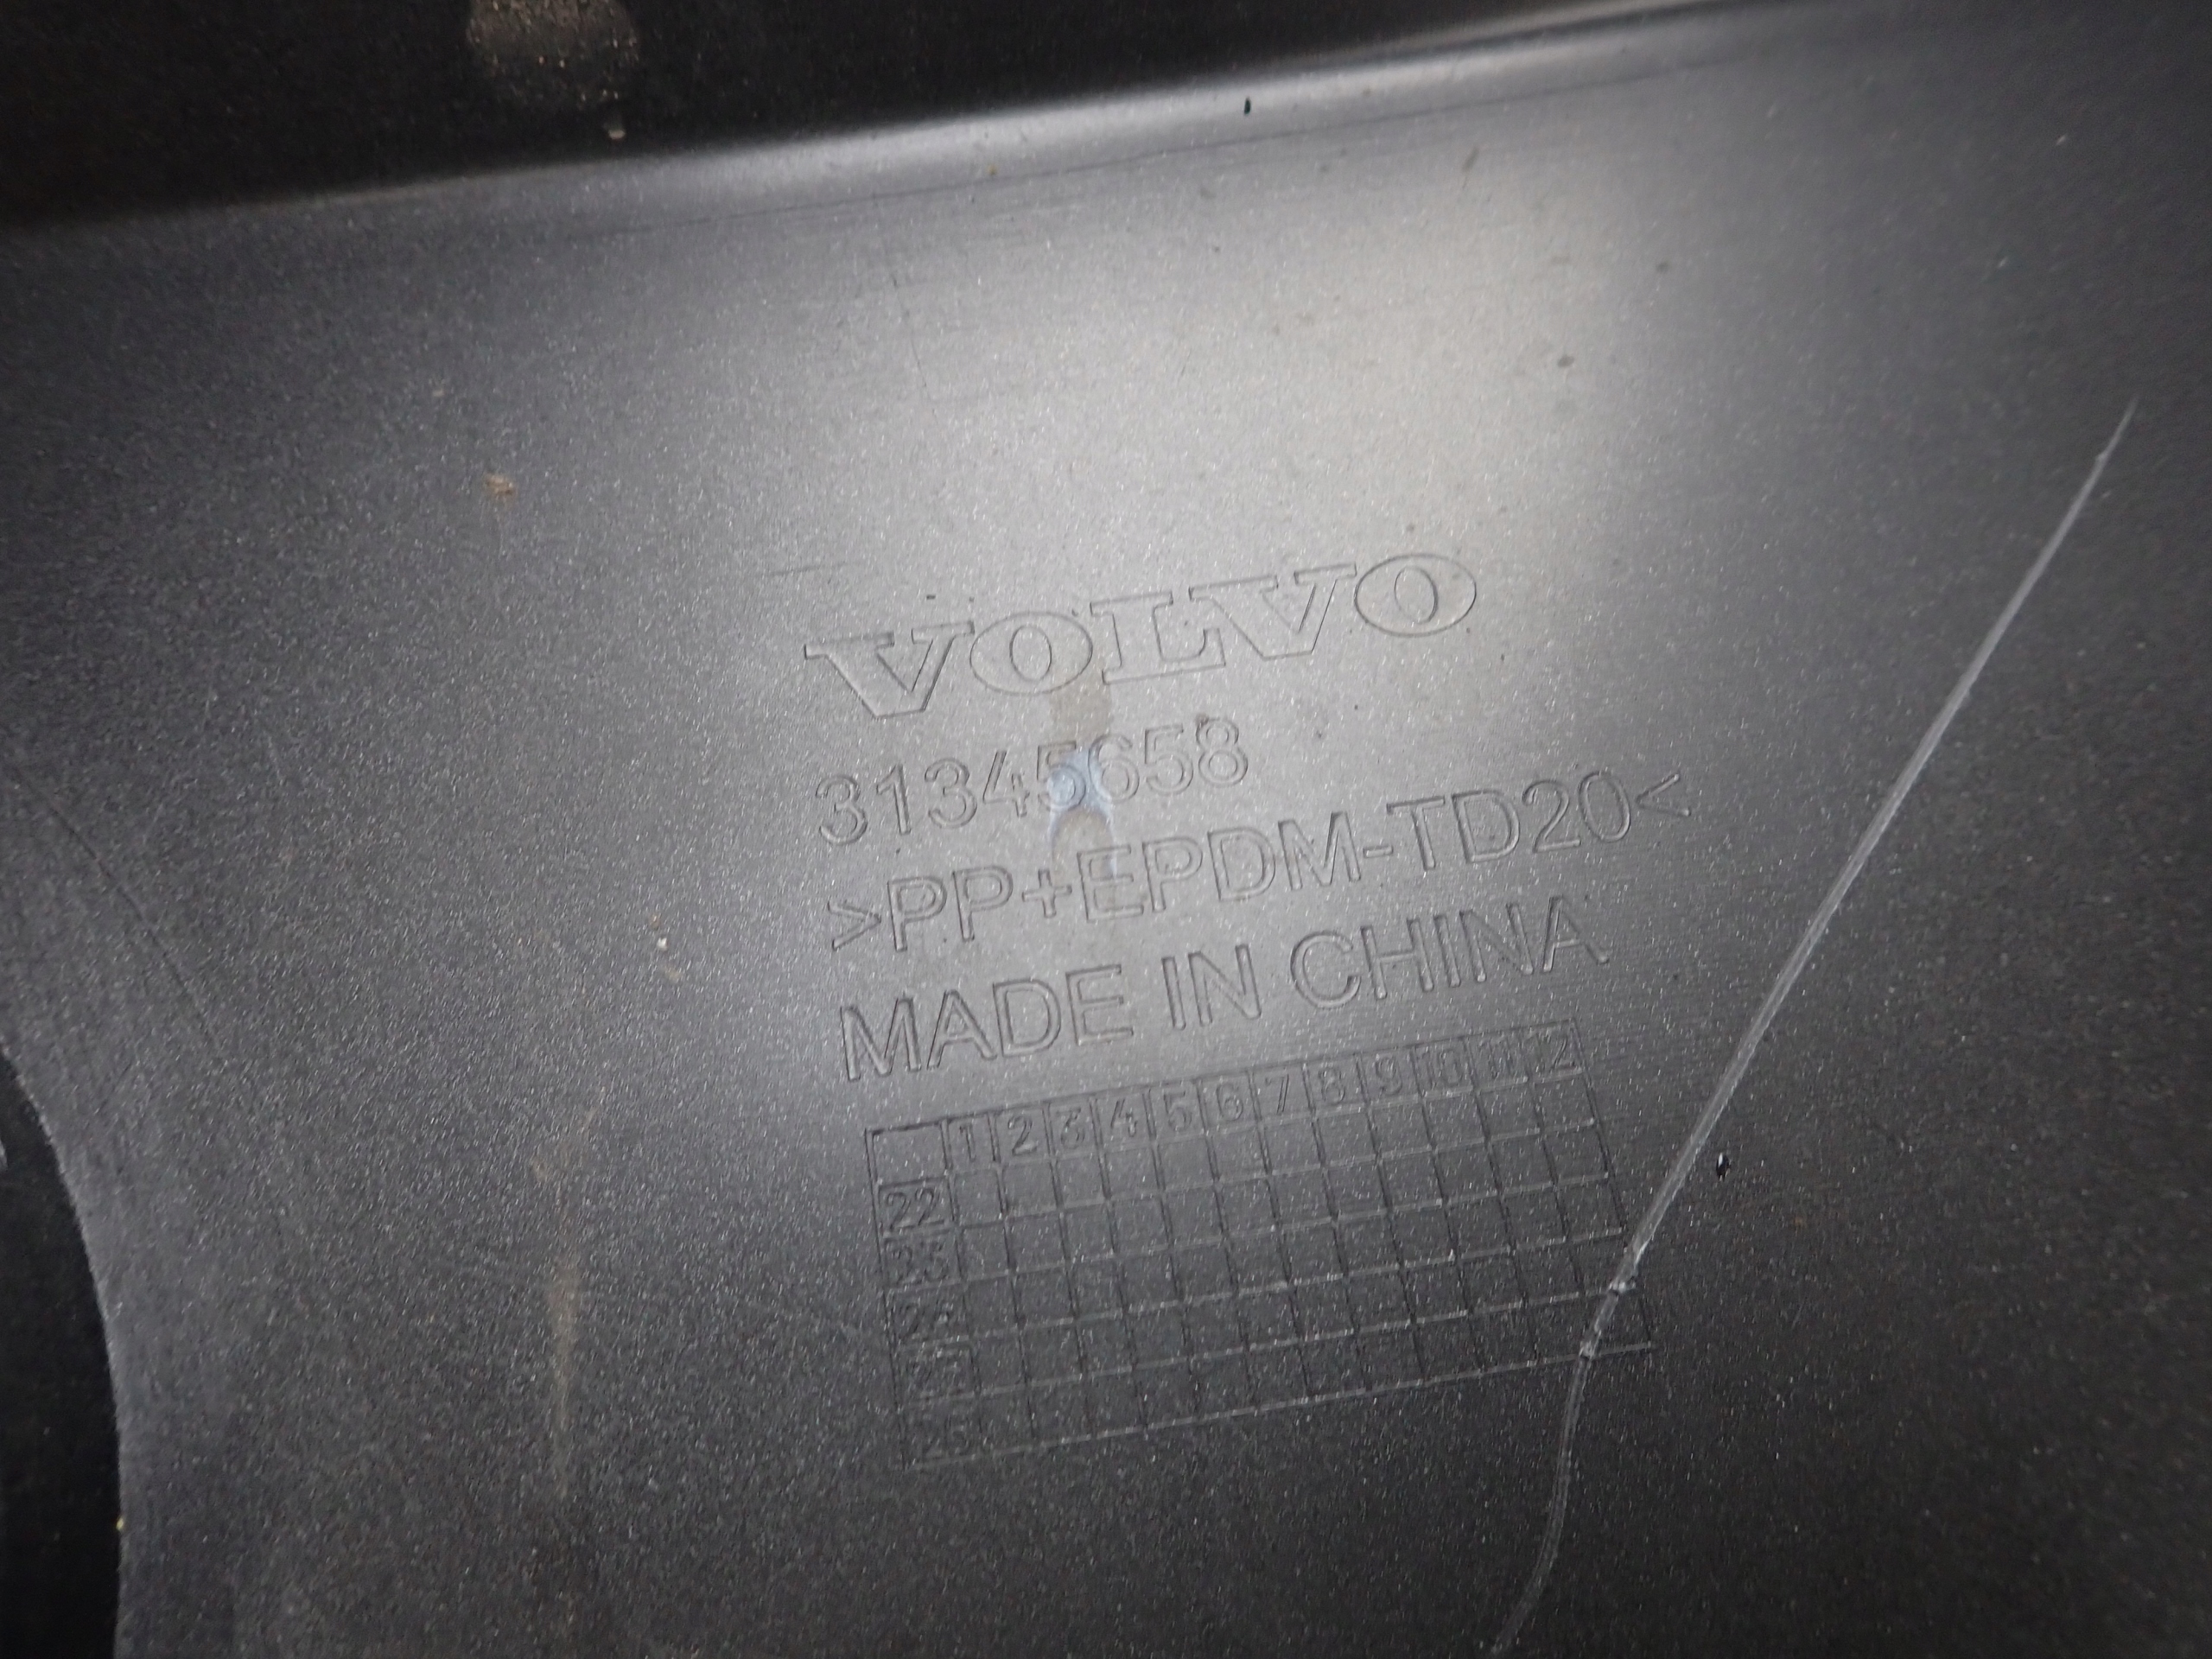 VOLVO
31345658
>PP+EPDM-TD20<
MADE IN CHINA
1 2 3 4 5 6 7 8 9 10 11 12
22